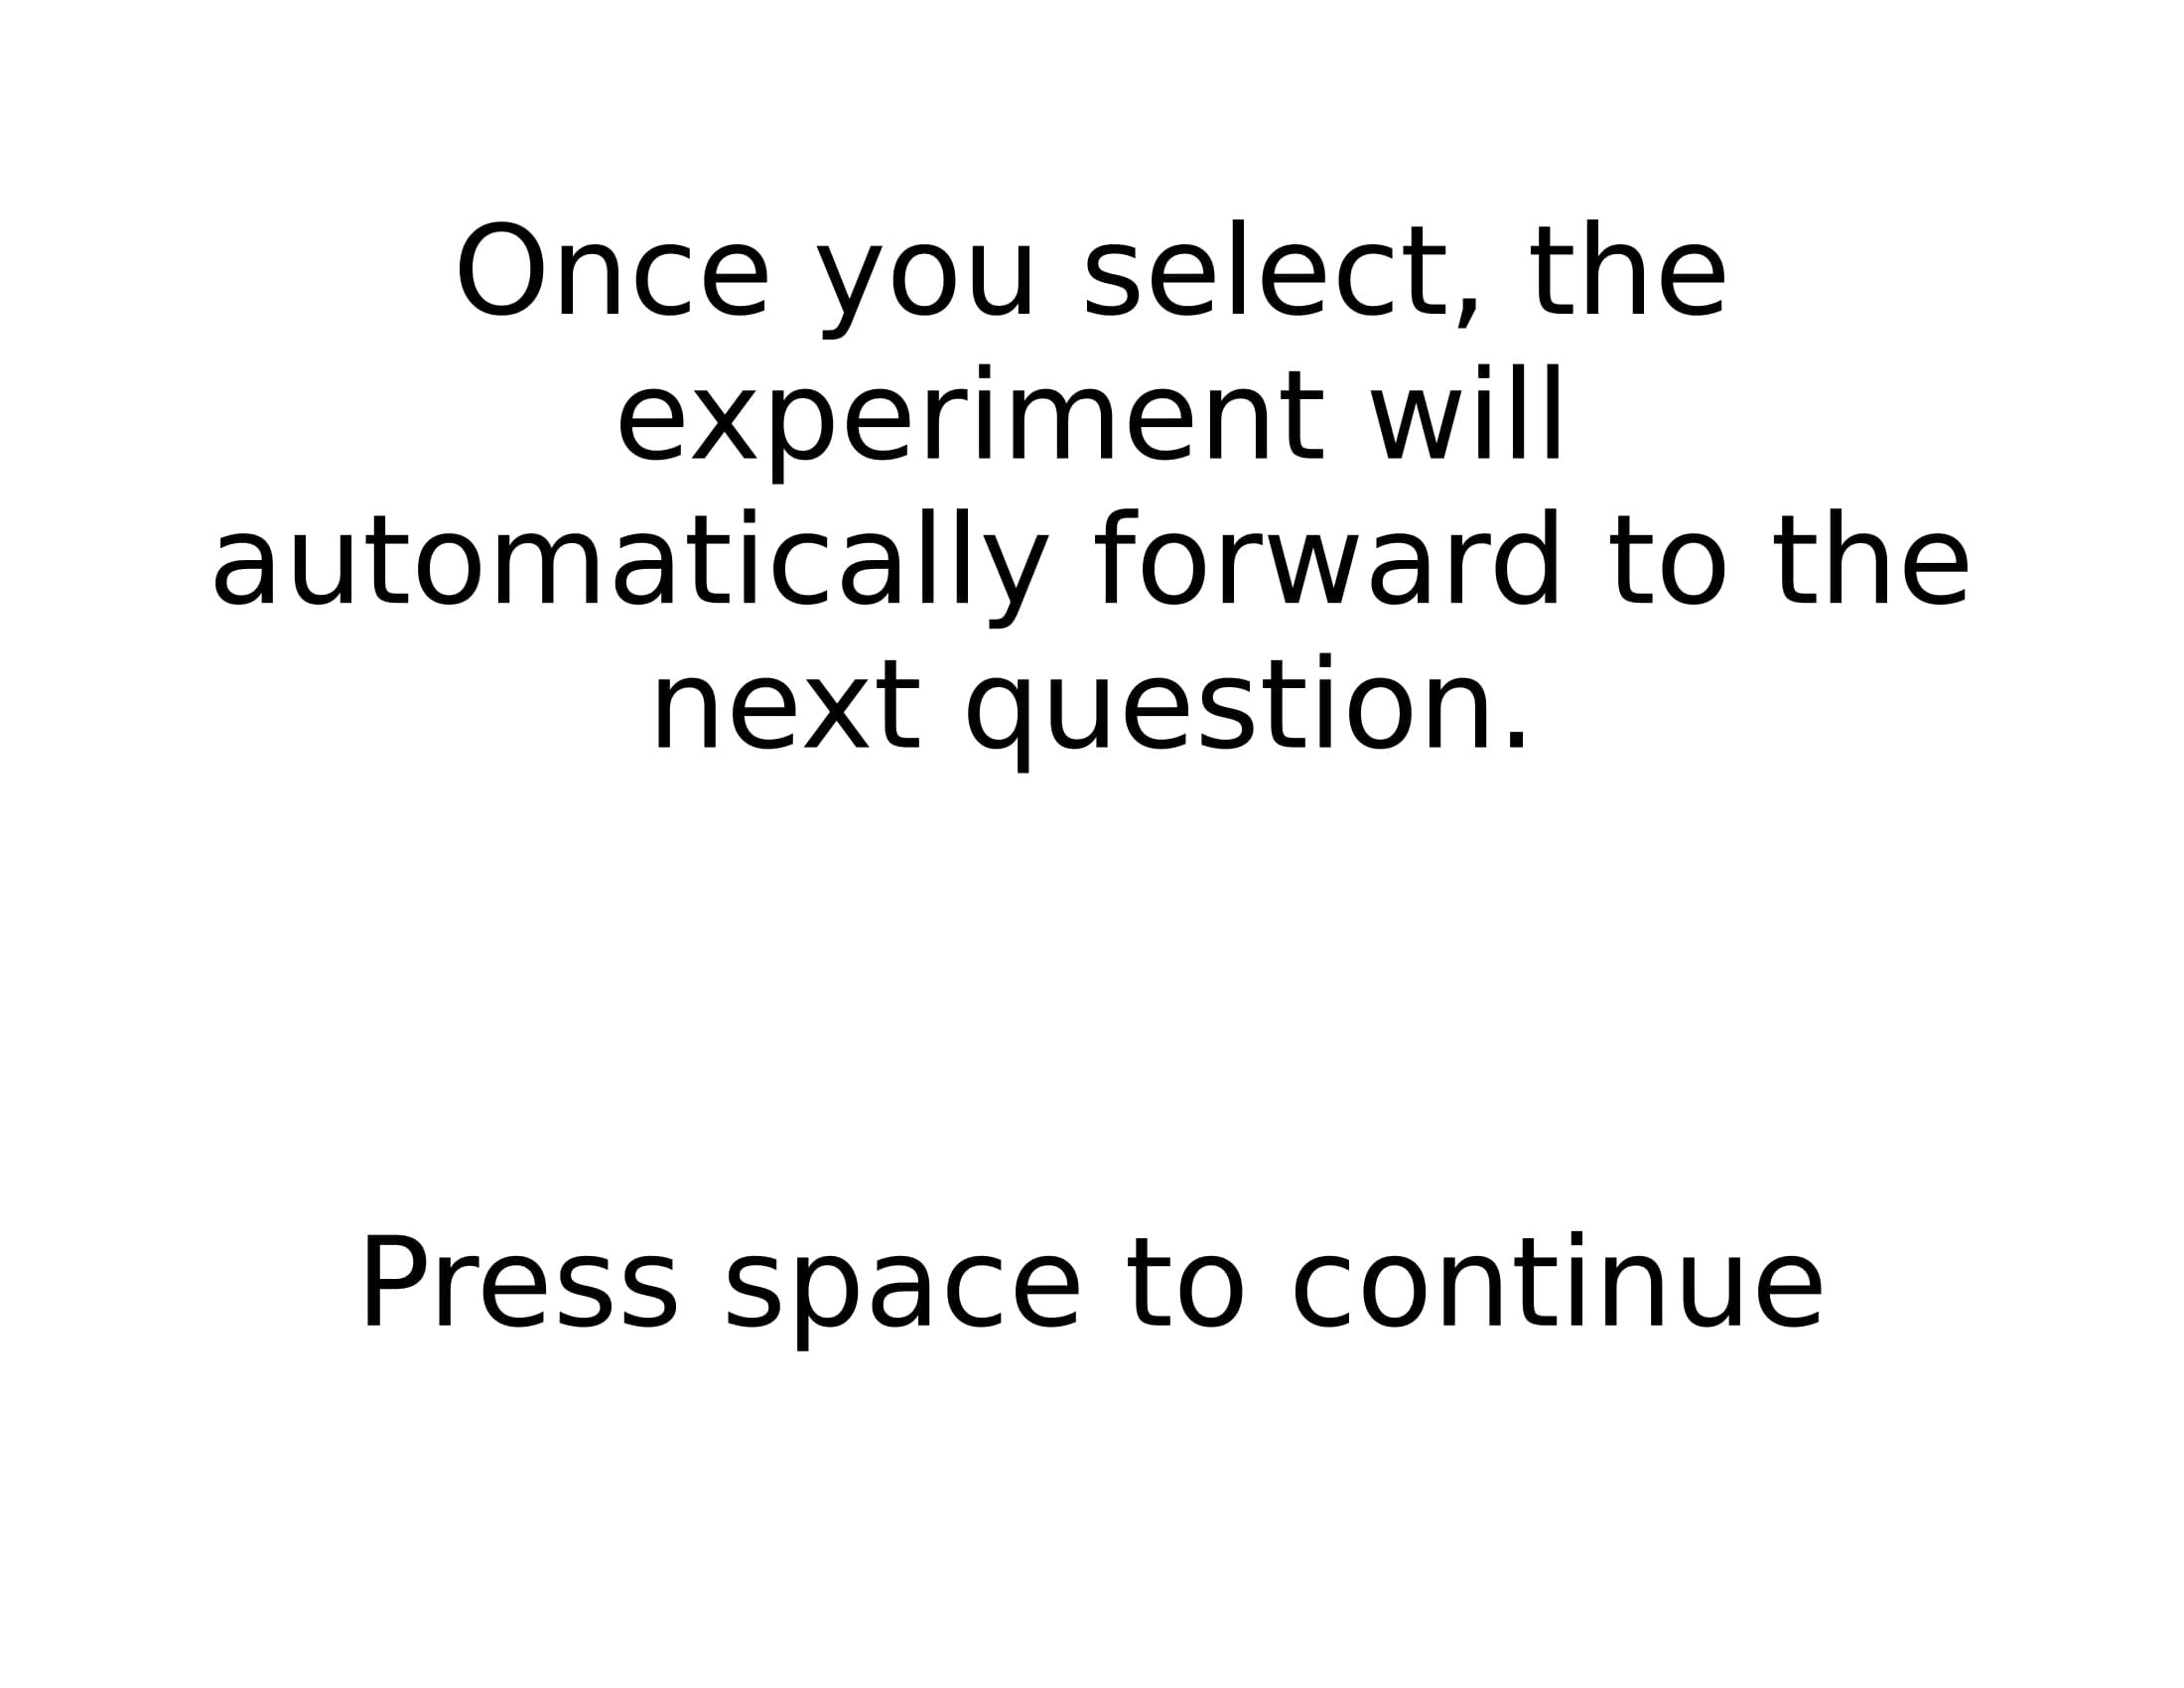 Once you select, the
experiment will
automatically forward to the
next question.
Press space to continue